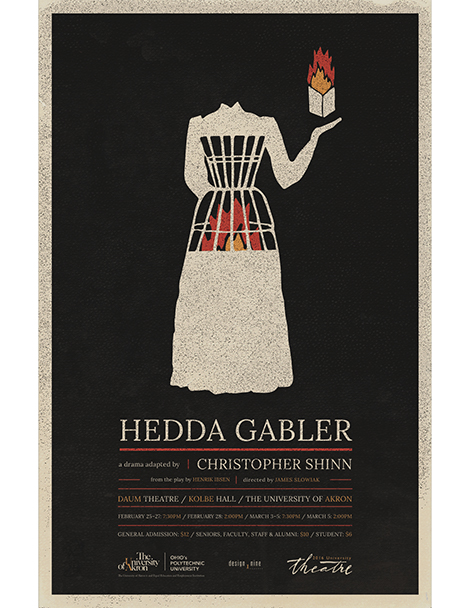 HEDDA GABLER
a drama adapted by | CHRISTOPHER SHINN
from the play by HENRIK IBSEN | directed by JAMES SLOWIAK
DAUM THEATRE / KOLBE HALL / THE UNIVERSITY OF AKRON
FEBRUARY 25-27: 7:30PM / FEBRUARY 28: 2:00PM / MARCH 3-5: 7:30PM / MARCH 5: 2:00PM
GENERAL ADMISSION: $12 / SENIORS, FACULTY, STAFF & ALUMNI: $10 / STUDENT: $6
The University of Akron
OHIO'S POLYTECHNIC UNIVERSITY
design x nine
University
theatre